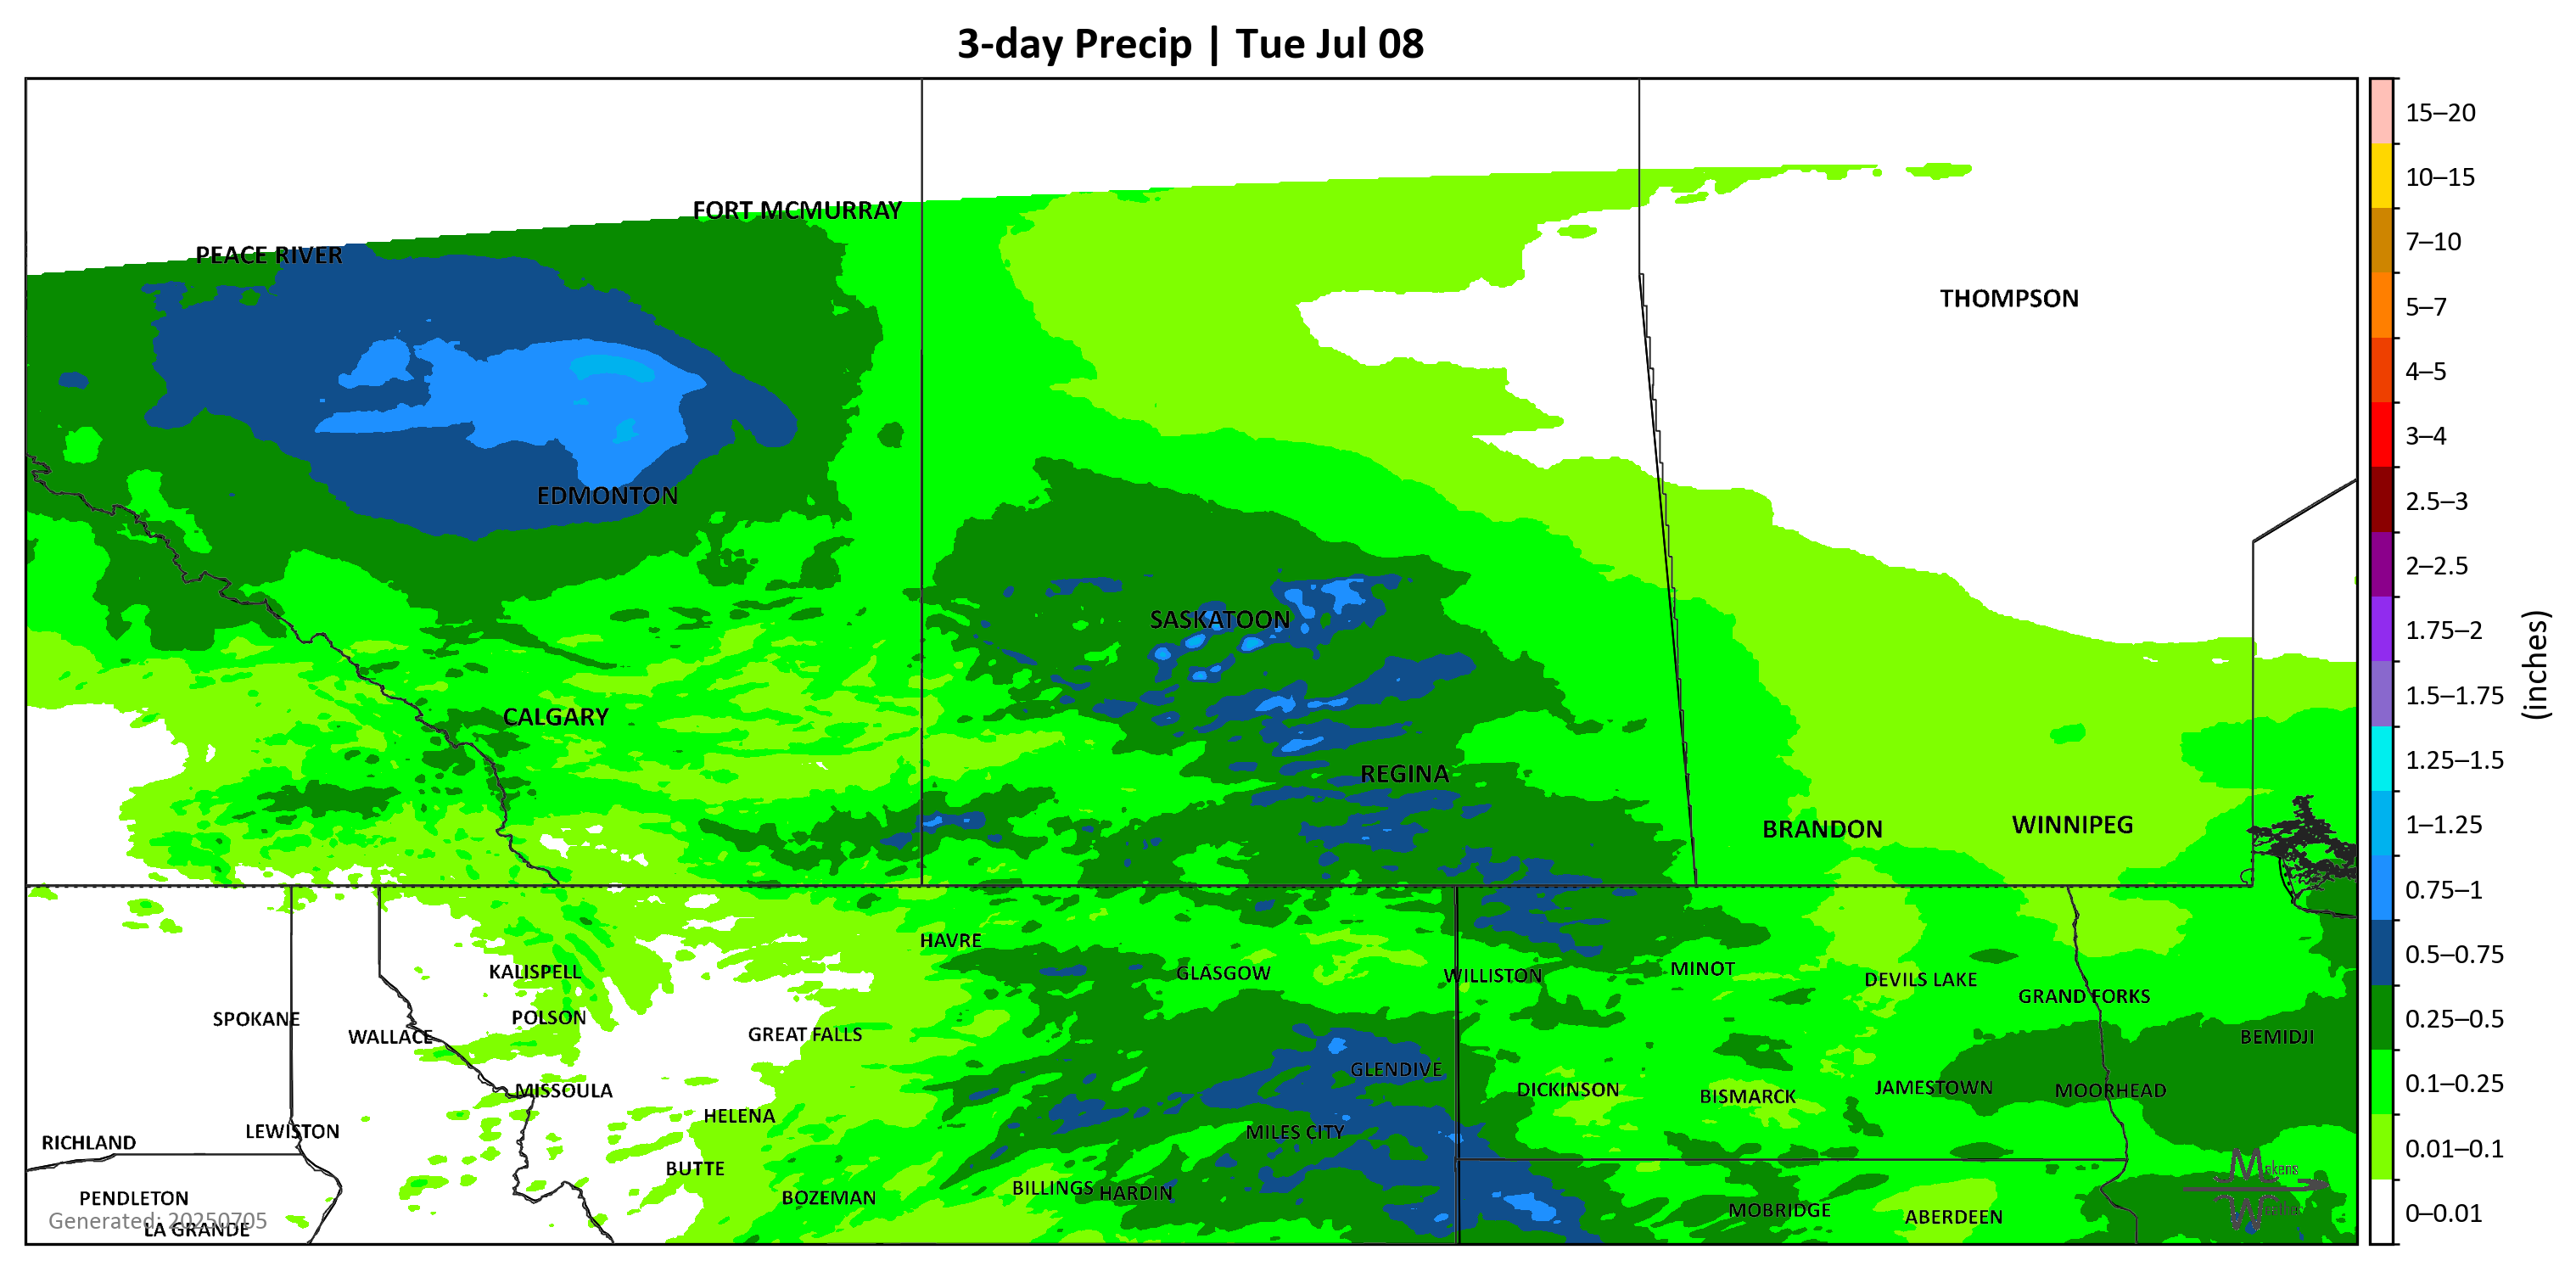 3-day Precip | Tue Jul 08
FORT MCMURRAY
PEACE RIVER
THOMPSON
EDMONTON
SASKATOON
CALGARY
REGINA
BRANDON
WINNIPEG
HAVRE
KALISPELL
GLASGOW
WILLISTON
MINOT
DEVILS LAKE
GRAND FORKS
SPOKANE
POLSON
WALLACE
GREAT FALLS
BEMIDJI
GLENDIVE
MISSOULA
DICKINSON
BISMARCK
JAMESTOWN
MOORHEAD
HELENA
RICHLAND
LEWISTON
MILES CITY
BUTTE
PENDLETON
BOZEMAN
BILLINGS
HARDIN
MOBRIDGE
ABERDEEN
Generated: 20250705
LA GRANDE
Makens
Weather
15–20
10–15
7–10
5–7
4–5
3–4
2.5–3
2–2.5
1.75–2
1.5–1.75
1.25–1.5
1–1.25
0.75–1
0.5–0.75
0.25–0.5
0.1–0.25
0.01–0.1
0–0.01
(inches)